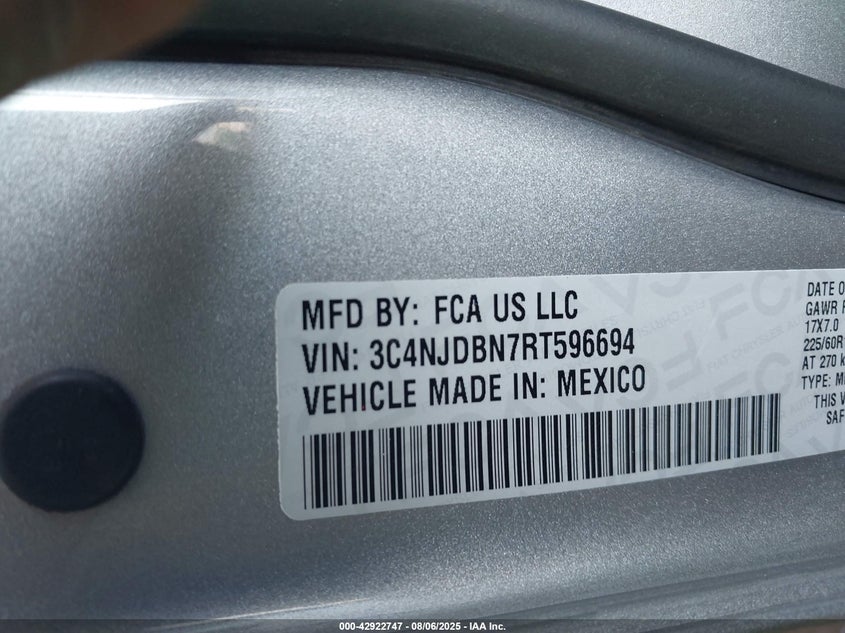 MFD BY: FCA US LLC
VIN: 3C4NJDBN7RT596694
VEHICLE MADE IN: MEXICO
DATE O
GAWR
17X7.0
225/60R
AT 270
TYPE:
THIS V
SAF
000-42922747 - 08/06/2025 - IAA Inc.